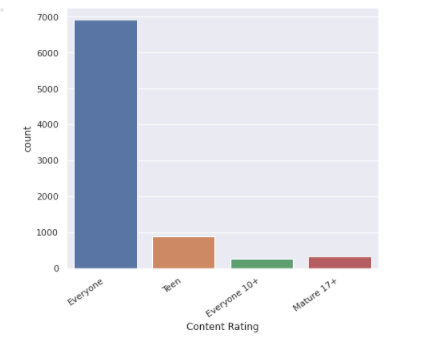 7000
6000
5000
4000
3000
2000
1000
0
count
Everyone
Teen
Everyone 10+
Mature 17+
Content Rating